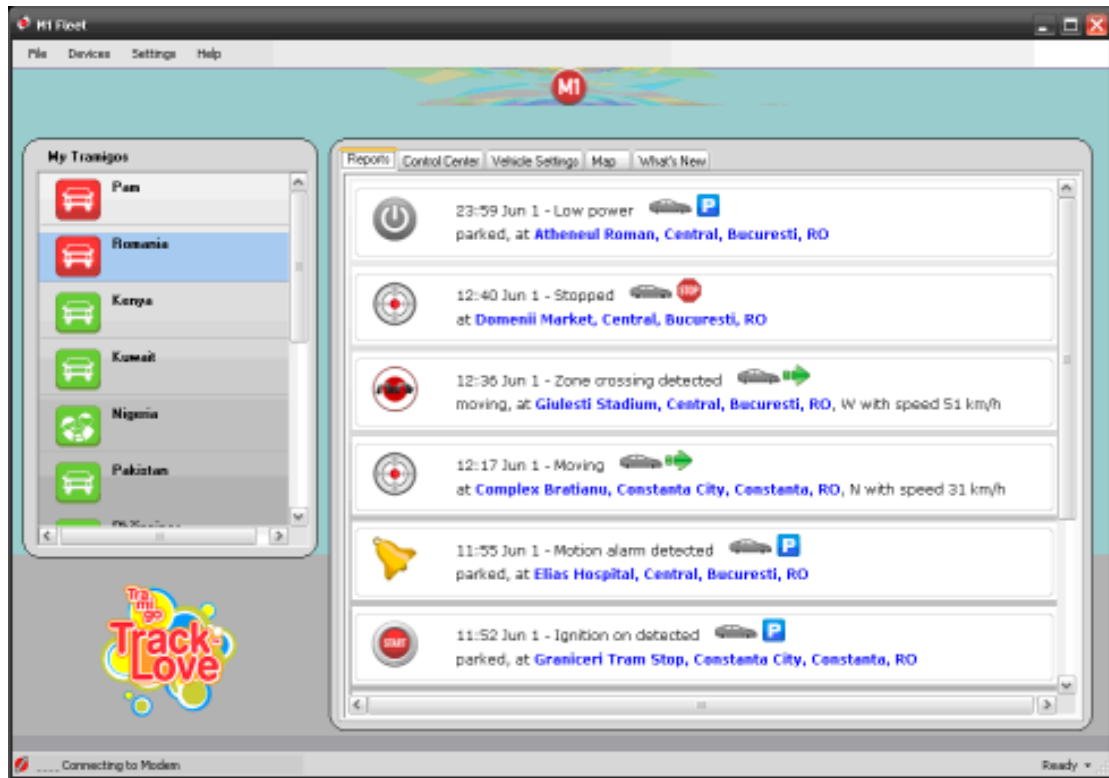 M1 Fleet
File Devices Settings Help
M1
My Tramigos
Pam
Romania
Kenya
Kuwait
Nigeria
Pakistan
Reports Control Center Vehicle Settings Map What's New
23:59 Jun 1 - Low power P
parked, at Atheneul Roman, Central, Bucuresti, RO
12:40 Jun 1 - Stopped STOP
at Domenii Market, Central, Bucuresti, RO
12:36 Jun 1 - Zone crossing detected
moving, at Giulesti Stadium, Central, Bucuresti, RO, W with speed 51 km/h
12:17 Jun 1 - Moving
at Complex Bratianu, Constanta City, Constanta, RO, N with speed 31 km/h
11:55 Jun 1 - Motion alarm detected P
parked, at Elias Hospital, Central, Bucuresti, RO
START
11:52 Jun 1 - Ignition on detected P
parked, at Graniceri Tram Stop, Constanta City, Constanta, RO
Tra
mi
go
Track-
Love
____ Connecting to Modem
Ready